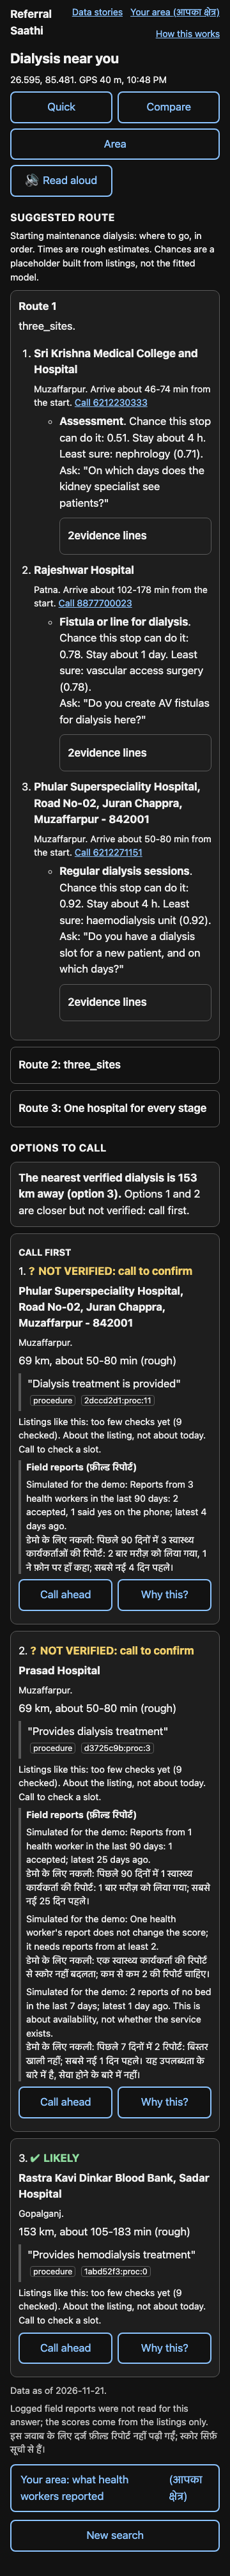 Referral Saathi
Data stories
Your area (आपका क्षेत्र)
How this works
Dialysis near you
26.595, 85.481. GPS 40 m, 10:48 PM
Quick
Compare
Area
🔊 Read aloud
SUGGESTED ROUTE
Starting maintenance dialysis: where to go, in
order. Times are rough estimates. Chances are a
placeholder built from listings, not the fitted
model.
Route 1
three_sites.
1. Sri Krishna Medical College and
Hospital
Muzaffarpur. Arrive about 46-74 min from
the start. Call 6212230333
Assessment. Chance this stop
can do it: 0.51. Stay about 4 h.
Least sure: nephrology (0.71).
Ask: "On which days does the
kidney specialist see
patients?"
2evidence lines
2. Rajeshwar Hospital
Patna. Arrive about 102-178 min from the
start. Call 8877700023
Fistula or line for dialysis.
Chance this stop can do it:
0.78. Stay about 1 day. Least
sure: vascular access surgery
(0.78).
Ask: "Do you create AV fistulas
for dialysis here?"
2evidence lines
3. Phular Superspeciality Hospital,
Road No-02, Juran Chappra,
Muzaffarpur - 842001
Muzaffarpur. Arrive about 50-80 min from
the start. Call 6212271151
Regular dialysis sessions.
Chance this stop can do it:
0.92. Stay about 4 h. Least
sure: haemodialysis unit (0.92).
Ask: "Do you have a dialysis
slot for a new patient, and on
which days?"
2evidence lines
Route 2: three_sites
Route 3: One hospital for every stage
OPTIONS TO CALL
The nearest verified dialysis is 153
km away (option 3). Options 1 and 2
are closer but not verified: call first.
CALL FIRST
1. ? NOT VERIFIED: call to confirm
Phular Superspeciality Hospital,
Road No-02, Juran Chappra,
Muzaffarpur - 842001
Muzaffarpur.
69 km, about 50-80 min (rough)
"Dialysis treatment is provided"
procedure 2dccd2d1:proc:11
Listings like this: too few checks yet (9
checked). About the listing, not about today.
Call to check a slot.
Field reports (फ़ील्ड रिपोर्ट)
Simulated for the demo: Reports from 3
health workers in the last 90 days: 2
accepted, 1 said yes on the phone; latest 4
days ago.
डेमो के लिए नकली: पिछले 90 दिनों में 3 स्वास्थ्य
कार्यकर्ताओं की रिपोर्ट: 2 बार मरीज़ को लिया गया, 1
ने फ़ोन पर हाँ कहा; सबसे नई 4 दिन पहले।
Call ahead
Why this?
2. ? NOT VERIFIED: call to confirm
Prasad Hospital
Muzaffarpur.
69 km, about 50-80 min (rough)
"Provides dialysis treatment"
procedure d3725c9b:proc:3
Listings like this: too few checks yet (9
checked). About the listing, not about today.
Call to check a slot.
Field reports (फ़ील्ड रिपोर्ट)
Simulated for the demo: Reports from 1
health worker in the last 90 days: 1
accepted; latest 25 days ago.
डेमो के लिए नकली: पिछले 90 दिनों में 1 स्वास्थ्य
कार्यकर्ता की रिपोर्ट: 1 बार मरीज़ को लिया गया; सबसे
नई 25 दिन पहले।
Simulated for the demo: One health
worker's report does not change the score;
it needs reports from at least 2.
डेमो के लिए नकली: एक स्वास्थ्य कार्यकर्ता की रिपोर्ट
से स्कोर नहीं बदलता; कम से कम 2 की रिपोर्ट चाहिए।
Simulated for the demo: 2 reports of no bed
in the last 7 days; latest 1 day ago. This is
about availability, not whether the service
exists.
डेमो के लिए नकली: पिछले 7 दिनों में 2 रिपोर्ट: बिस्तर
खाली नहीं; सबसे नई 1 दिन पहले। यह उपलब्धता के
बारे में है, सेवा होने के बारे में नहीं।
Call ahead
Why this?
3. ✔ LIKELY
Rastra Kavi Dinkar Blood Bank, Sadar
Hospital
Gopalganj.
153 km, about 105-183 min (rough)
"Provides hemodialysis treatment"
procedure 1abd52f3:proc:0
Listings like this: too few checks yet (9
checked). About the listing, not about today.
Call to check a slot.
Call ahead
Why this?
Data as of 2026-11-21.
Logged field reports were not read for this
answer; the scores come from the listings only.
इस जवाब के लिए दर्ज फ़ील्ड रिपोर्ट नहीं पढ़ी गईं; स्कोर सिर्फ़
सूची से हैं।
Your area: what health workers reported
(आपका क्षेत्र)
New search